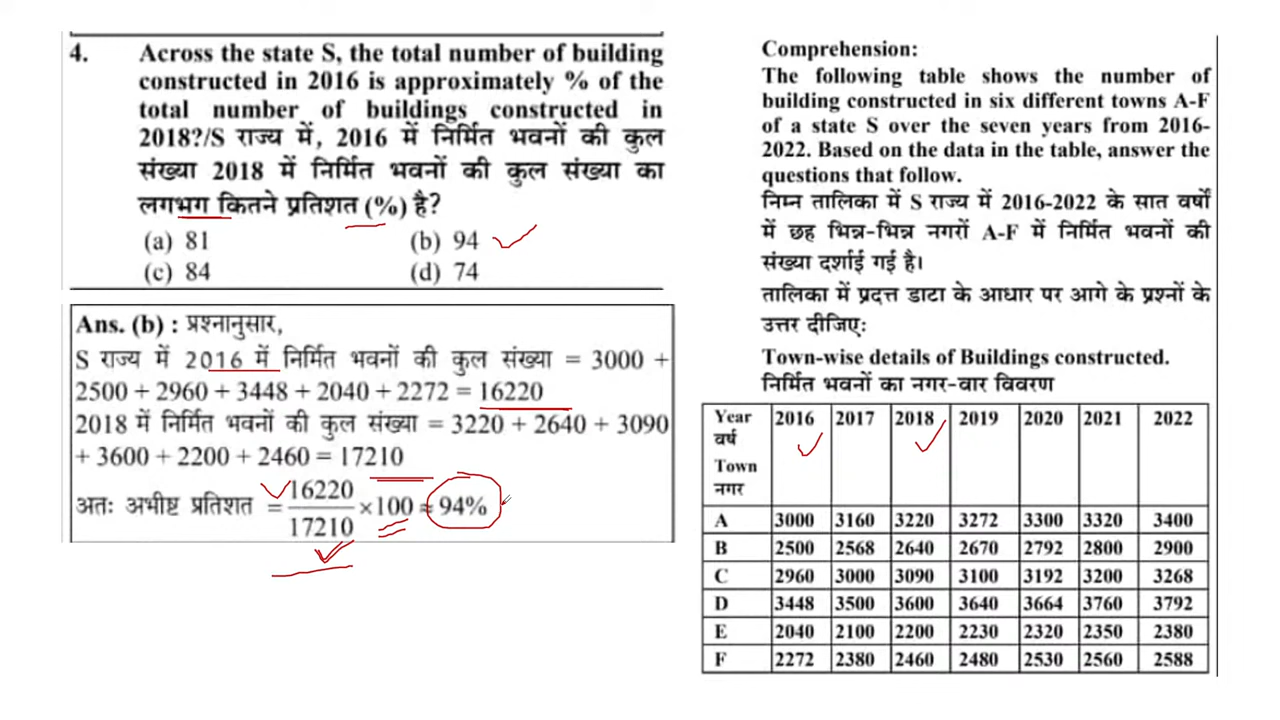 4. Across the state S, the total number of building
constructed in 2016 is approximately % of the
total number of buildings constructed in
2018?/S राज्य में, 2016 में निर्मित भवनों की कुल
संख्या 2018 में निर्मित भवनों की कुल संख्या का
लगभग कितने प्रतिशत (%) है?
(a) 81 (b) 94
(c) 84 (d) 74
Ans. (b) : प्रश्नानुसार,
S राज्य में 2016 में निर्मित भवनों की कुल संख्या = 3000 +
2500 + 2960 + 3448 + 2040 + 2272 = 16220
2018 में निर्मित भवनों की कुल संख्या = 3220 + 2640 + 3090
+ 3600 + 2200 + 2460 = 17210
अतः अभीष्ट प्रतिशत = 16220/17210 ×100 ≈ 94%
Comprehension:
The following table shows the number of
building constructed in six different towns A-F
of a state S over the seven years from 2016-
2022. Based on the data in the table, answer the
questions that follow.
निम्न तालिका में S राज्य में 2016-2022 के सात वर्षों
में छह भिन्न-भिन्न नगरों A-F में निर्मित भवनों की
संख्या दर्शाई गई है।
तालिका में प्रदत्त डाटा के आधार पर आगे के प्रश्नों के
उत्तर दीजिए:
Town-wise details of Buildings constructed.
निर्मित भवनों का नगर-वार विवरण
Year 2016 2017 2018 2019 2020 2021 2022
वर्ष
Town
नगर
A 3000 3160 3220 3272 3300 3320 3400
B 2500 2568 2640 2670 2792 2800 2900
C 2960 3000 3090 3100 3192 3200 3268
D 3448 3500 3600 3640 3664 3760 3792
E 2040 2100 2200 2230 2320 2350 2380
F 2272 2380 2460 2480 2530 2560 2588